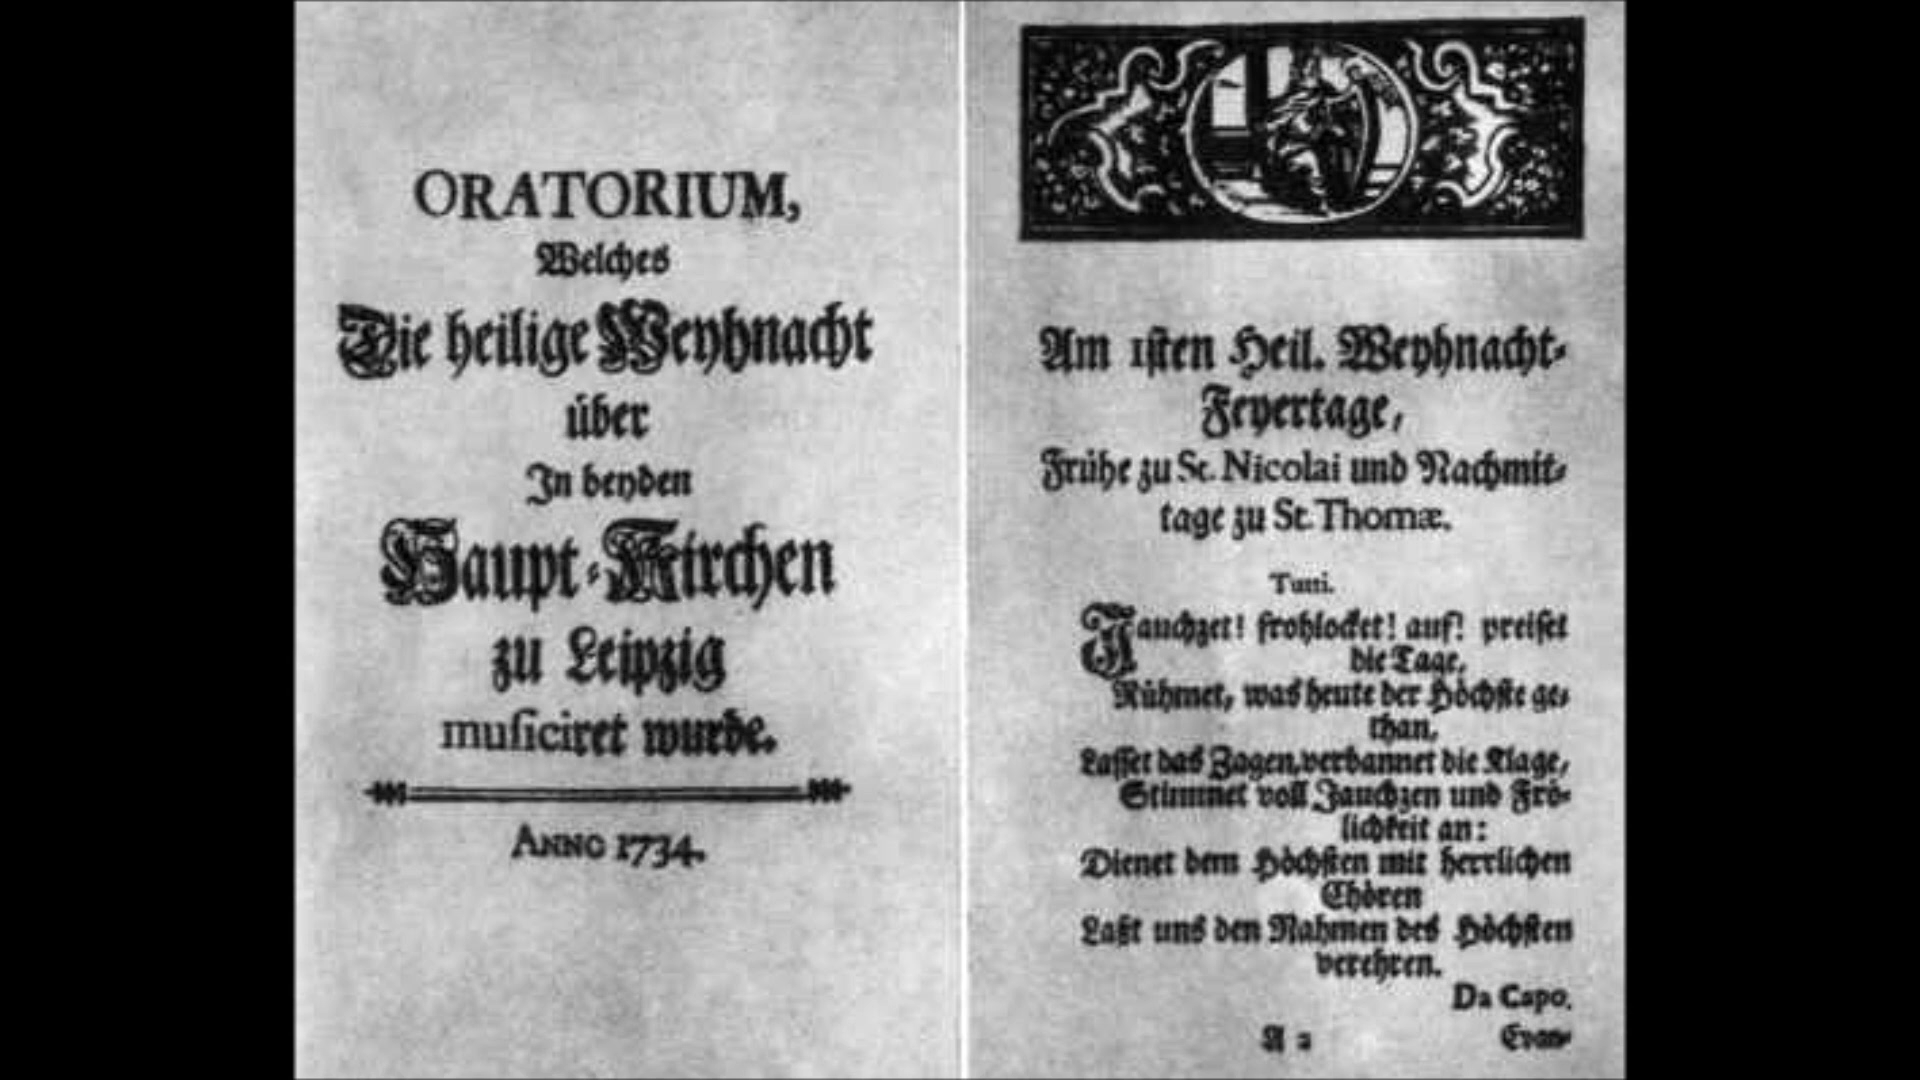 ORATORIUM,
Welches
Die heilige Weyhnacht
über
In beyden
Haupt-Kirchen
zu Leipzig
musiciret wurde.
ANNO 1734.
Am 1sten Heil. Weyhnacht-
Feyertage,
Frühe zu St. Nicolai und Nachmit-
tage zu St. Thomæ.
Tutti.
Jauchzet! frohlocket! auf! preiset
die Tage,
Rühmet, was heute der Höchste ge-
than,
Lasset das Zagen, verbannet die Klage,
Stimmet voll Jauchzen und Frö-
lichkeit an:
Dienet dem Höchsten mit herrlichen
Chören
Laßt uns den Nahmen des Höchsten
verehren.
Da Capo.
A 2 Evan-